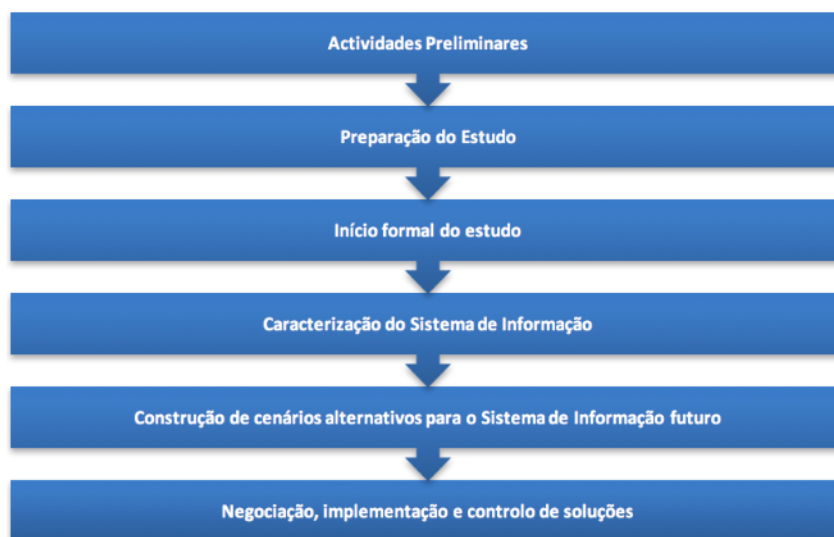 Actividades Preliminares
Preparação do Estudo
Início formal do estudo
Caracterização do Sistema de Informação
Construção de cenários alternativos para o Sistema de Informação futuro
Negociação, implementação e controlo de soluções